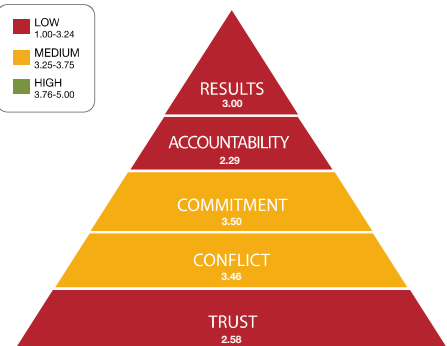 LOW
1.00-3.24
MEDIUM
3.25-3.75
HIGH
3.76-5.00
RESULTS
3.00
ACCOUNTABILITY
2.29
COMMITMENT
3.50
CONFLICT
3.46
TRUST
2.58